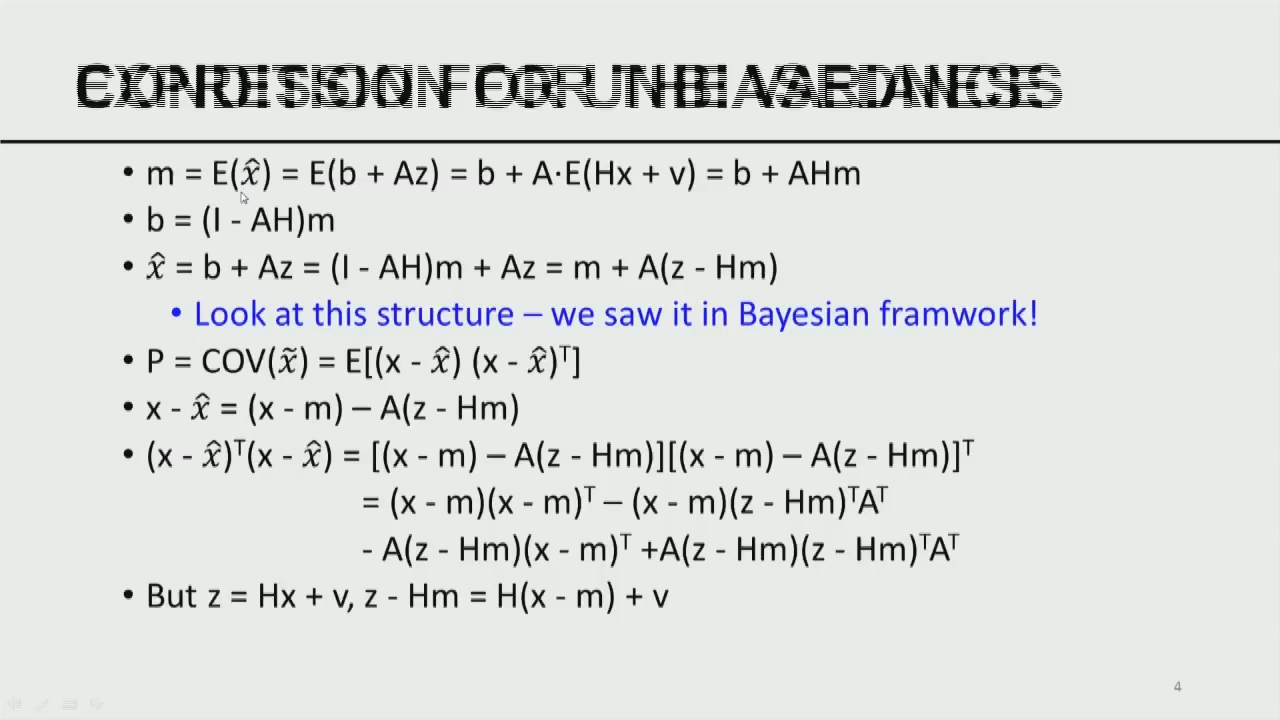 • m = E(x̂) = E(b + Az) = b + A·E(Hx + v) = b + AHm
• b = (I - AH)m
• x̂ = b + Az = (I - AH)m + Az = m + A(z - Hm)
• Look at this structure – we saw it in Bayesian framwork!
• P = COV(x̃) = E[(x - x̂) (x - x̂)ᵀ]
• x - x̂ = (x - m) – A(z - Hm)
• (x - x̂)ᵀ(x - x̂) = [(x - m) – A(z - Hm)][(x - m) – A(z - Hm)]ᵀ
= (x - m)(x - m)ᵀ – (x - m)(z - Hm)ᵀAᵀ
- A(z - Hm)(x - m)ᵀ +A(z - Hm)(z - Hm)ᵀAᵀ
• But z = Hx + v, z - Hm = H(x - m) + v
4